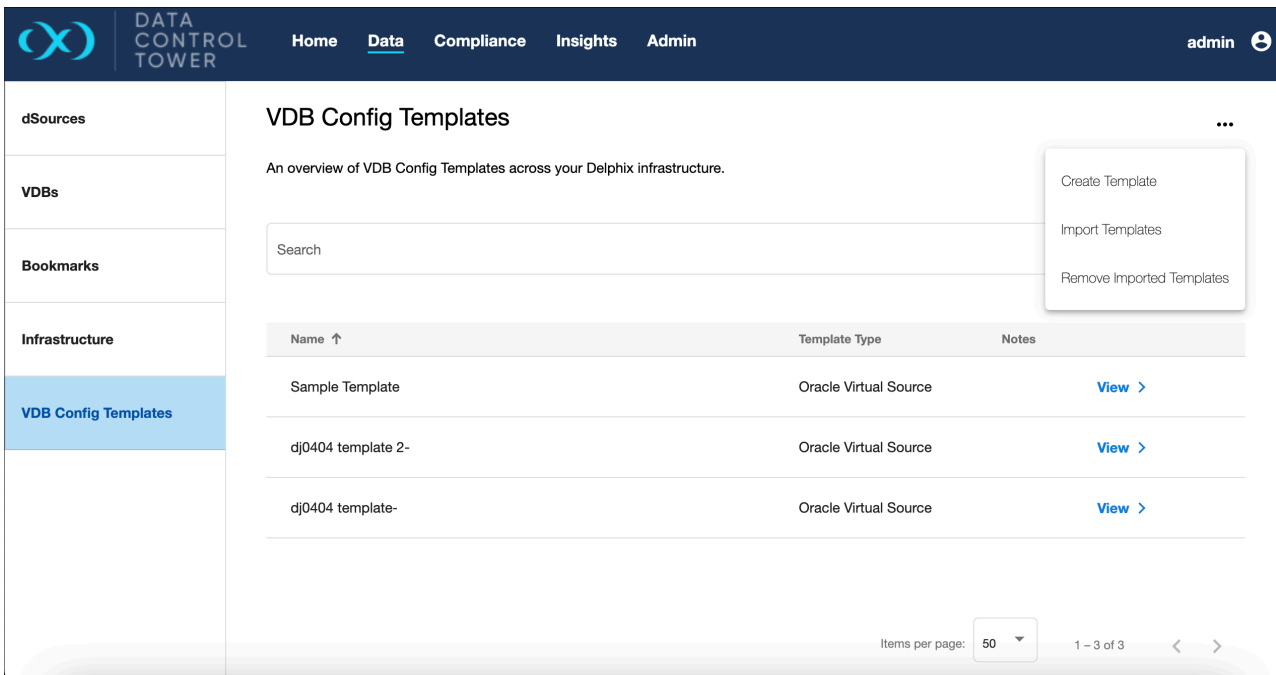 DATA
CONTROL
TOWER
Home Data Compliance Insights Admin
admin
dSources
VDBs
Bookmarks
Infrastructure
VDB Config Templates
VDB Config Templates
...
An overview of VDB Config Templates across your Delphix infrastructure.
Create Template
Import Templates
Remove Imported Templates
Search
Name ↑ Template Type Notes
Sample Template Oracle Virtual Source View >
dj0404 template 2- Oracle Virtual Source View >
dj0404 template- Oracle Virtual Source View >
Items per page: 50 1 – 3 of 3 < >